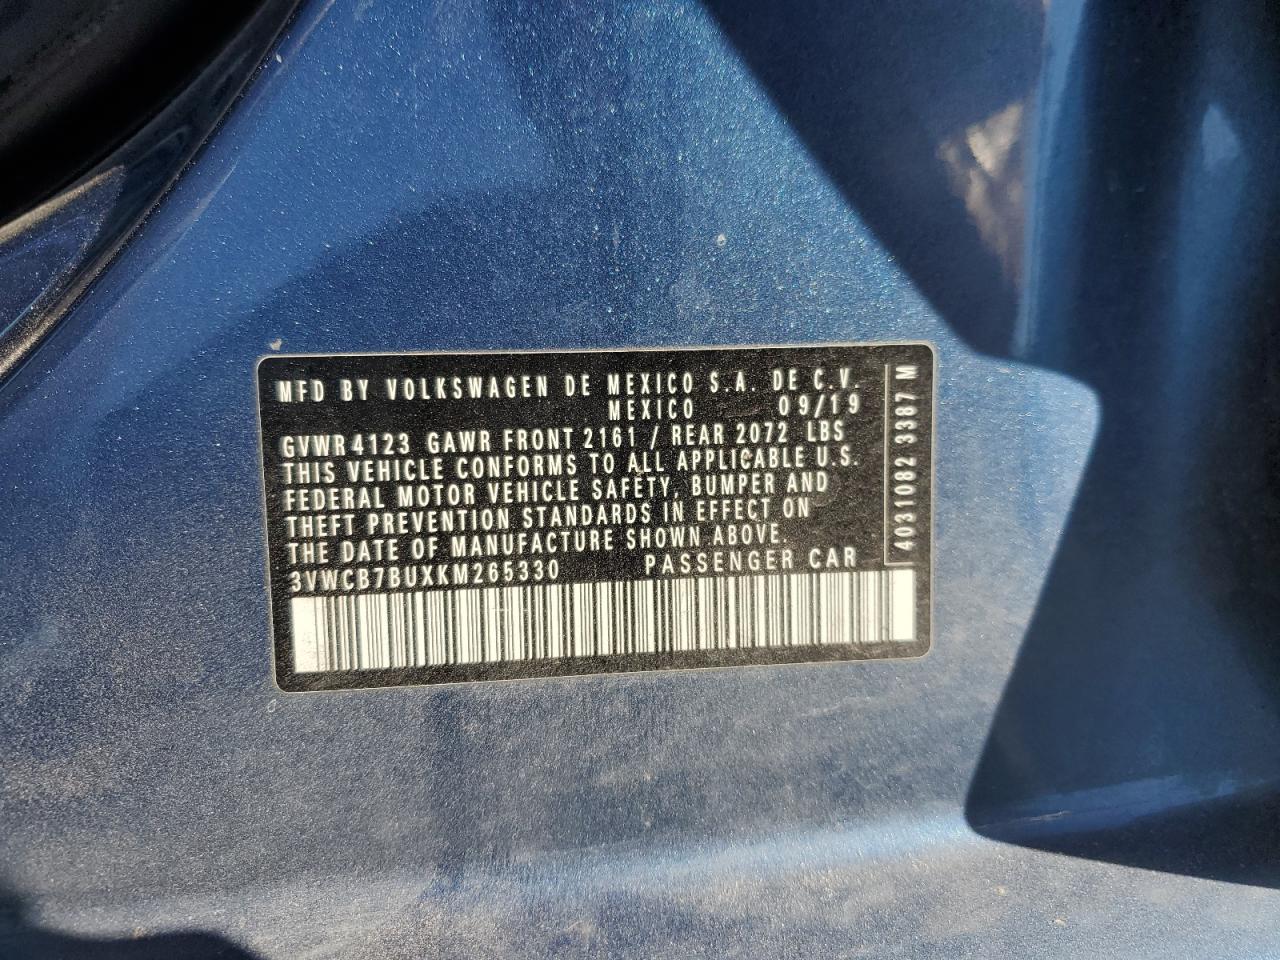 MFD BY VOLKSWAGEN DE MEXICO S.A. DE C.V.
MEXICO 09/19
GVWR 4123 GAWR FRONT 2161 / REAR 2072 LBS
THIS VEHICLE CONFORMS TO ALL APPLICABLE U.S.
FEDERAL MOTOR VEHICLE SAFETY, BUMPER AND
THEFT PREVENTION STANDARDS IN EFFECT ON
THE DATE OF MANUFACTURE SHOWN ABOVE.
3VWCB7BUXKM265330 PASSENGER CAR
4031082 3387 M